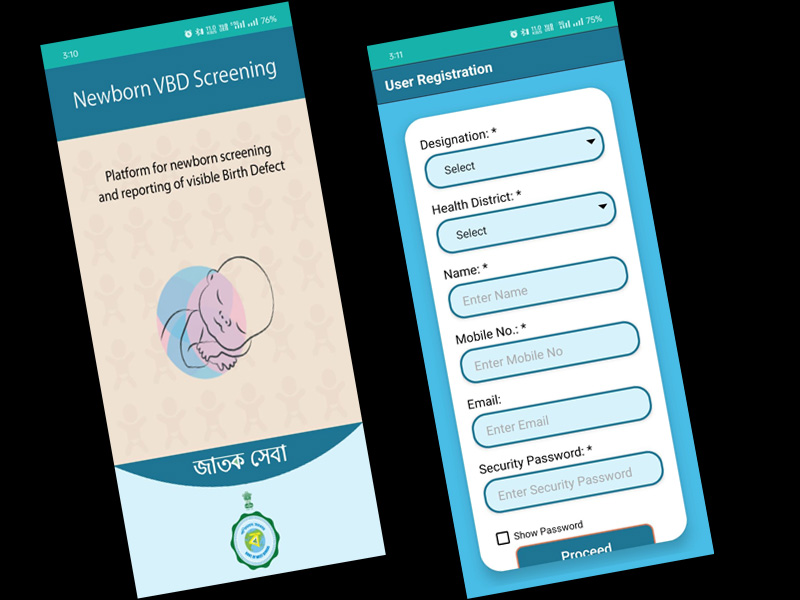 3:10
76%
Newborn VBD Screening
Platform for newborn screening
and reporting of visible Birth Defect
জাতক সেবা
ব
3:11
75%
User Registration
Designation: *
Select
Health District: *
Select
Name: *
Enter Name
Mobile No.: *
Enter Mobile No
Email:
Enter Email
Security Password: *
Enter Security Password
Show Password
Proceed